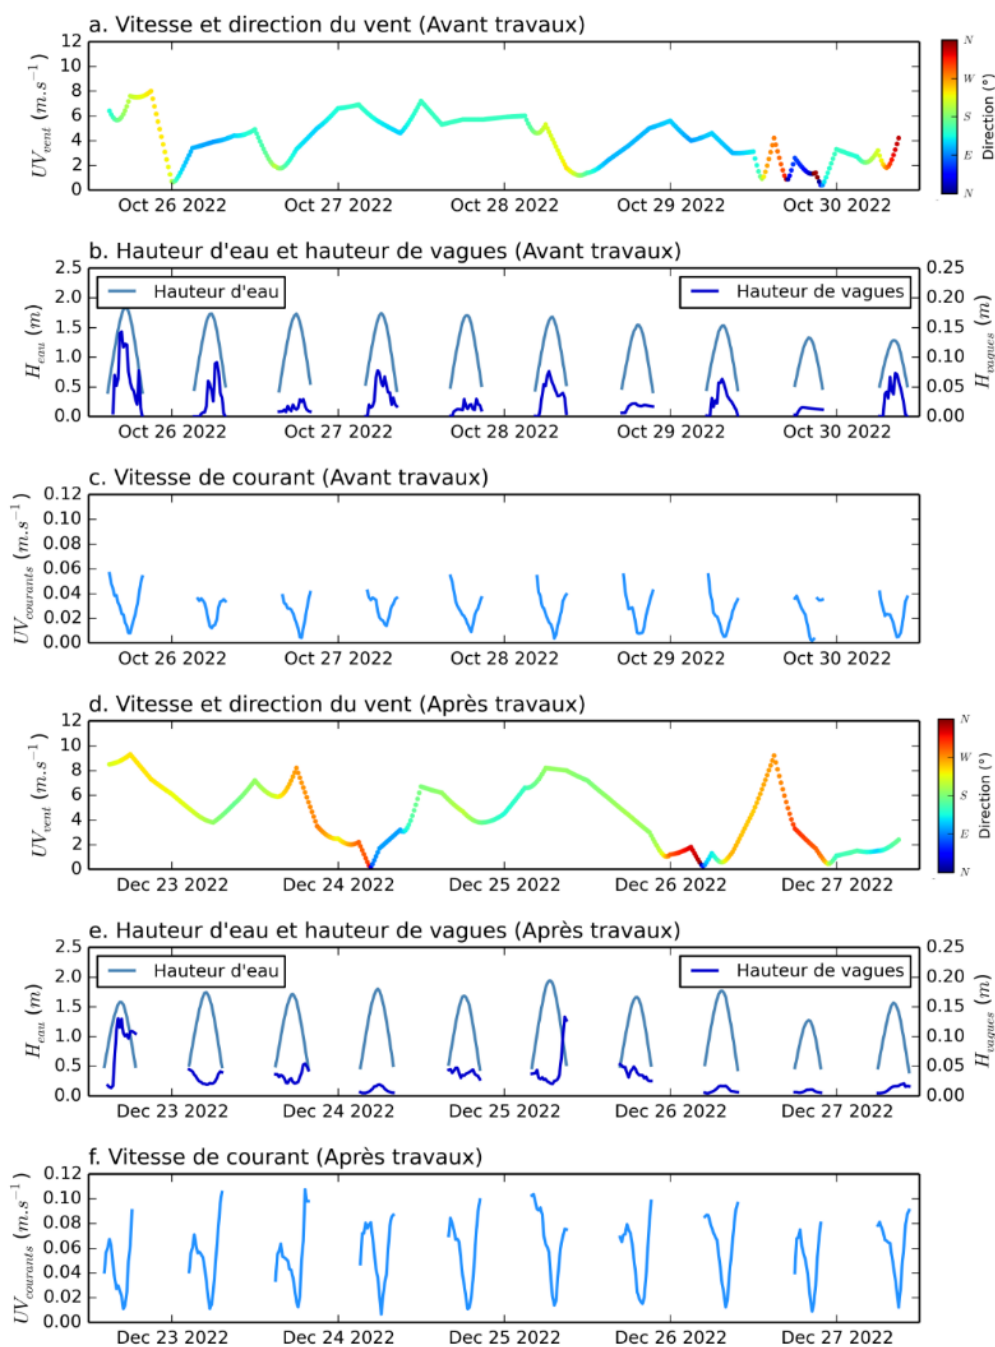 a. Vitesse et direction du vent (Avant travaux)
12
10
8
6
4
2
0
UV_vent (m.s⁻¹)
Oct 26 2022 Oct 27 2022 Oct 28 2022 Oct 29 2022 Oct 30 2022
N
W
S
E
N
Direction (°)
b. Hauteur d'eau et hauteur de vagues (Avant travaux)
2.5
2.0
1.5
1.0
0.5
0.0
H_eau (m)
Hauteur d'eau
Hauteur de vagues
0.25
0.20
0.15
0.10
0.05
0.00
H_vagues (m)
Oct 26 2022 Oct 27 2022 Oct 28 2022 Oct 29 2022 Oct 30 2022
c. Vitesse de courant (Avant travaux)
0.12
0.10
0.08
0.06
0.04
0.02
0.00
UV_courants (m.s⁻¹)
Oct 26 2022 Oct 27 2022 Oct 28 2022 Oct 29 2022 Oct 30 2022
d. Vitesse et direction du vent (Après travaux)
12
10
8
6
4
2
0
UV_vent (m.s⁻¹)
Dec 23 2022 Dec 24 2022 Dec 25 2022 Dec 26 2022 Dec 27 2022
N
W
S
E
N
Direction (°)
e. Hauteur d'eau et hauteur de vagues (Après travaux)
2.5
2.0
1.5
1.0
0.5
0.0
H_eau (m)
Hauteur d'eau
Hauteur de vagues
0.25
0.20
0.15
0.10
0.05
0.00
H_vagues (m)
Dec 23 2022 Dec 24 2022 Dec 25 2022 Dec 26 2022 Dec 27 2022
f. Vitesse de courant (Après travaux)
0.12
0.10
0.08
0.06
0.04
0.02
0.00
UV_courants (m.s⁻¹)
Dec 23 2022 Dec 24 2022 Dec 25 2022 Dec 26 2022 Dec 27 2022